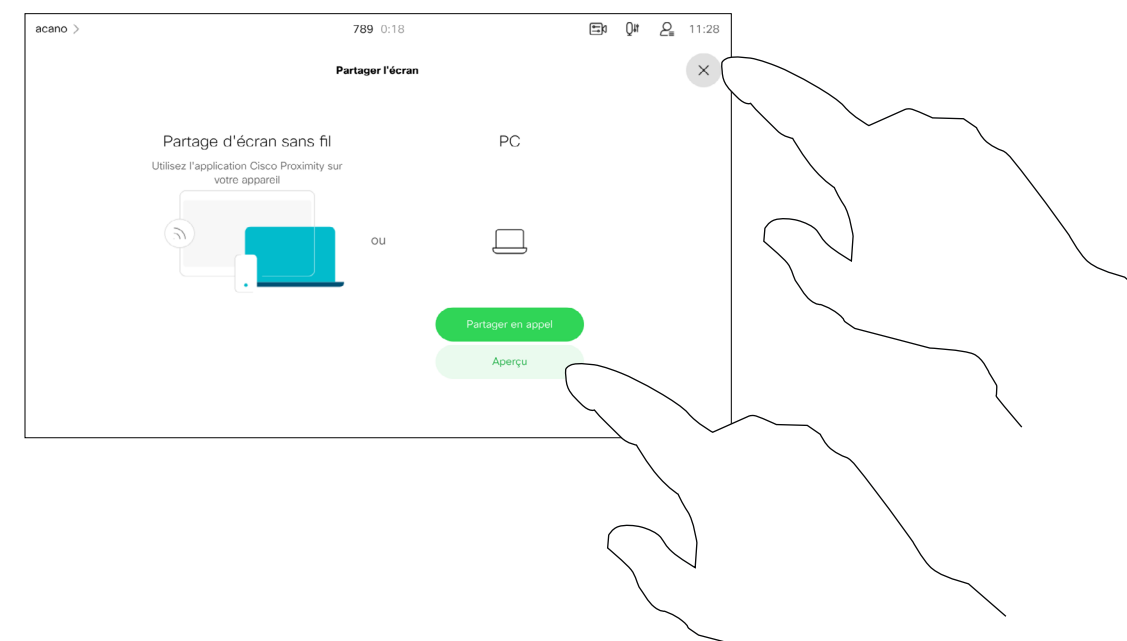 acano >
789 0:18
11:28
Partager l'écran
Partage d'écran sans fil
Utilisez l'application Cisco Proximity sur
votre appareil
ou
PC
Partager en appel
Aperçu